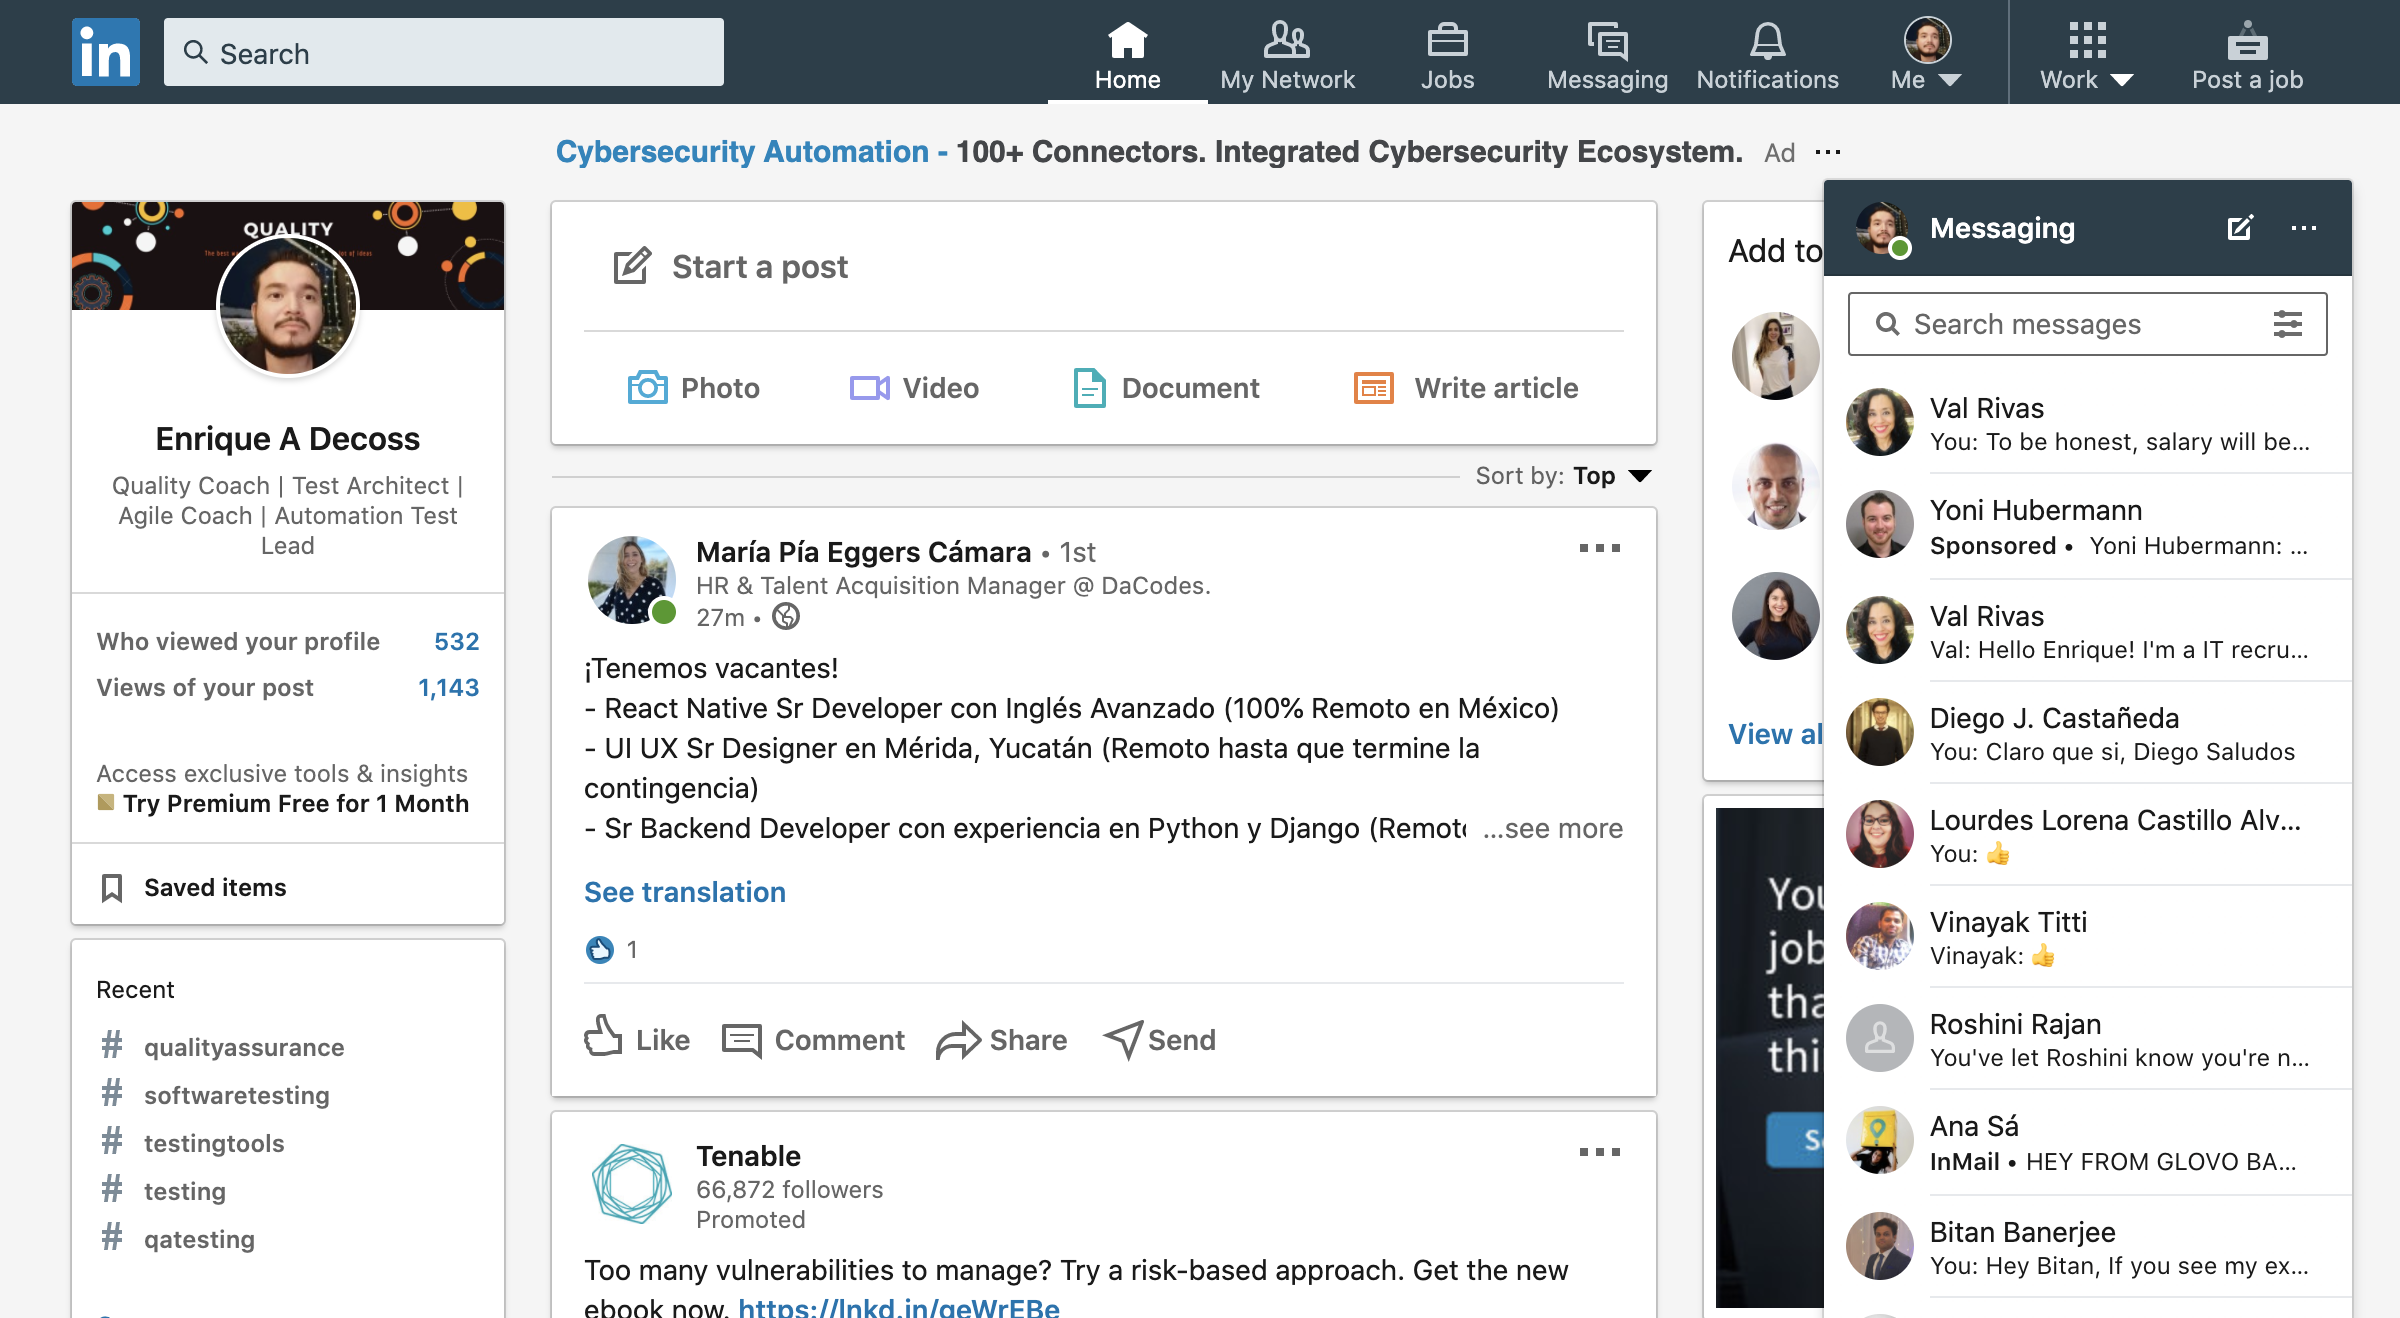 in
Search
Home
My Network
Jobs
Messaging
Notifications
Me
Work
Post a job
Cybersecurity Automation - 100+ Connectors. Integrated Cybersecurity Ecosystem. Ad ...
QUALITY
Enrique A Decoss
Quality Coach | Test Architect |
Agile Coach | Automation Test
Lead
Who viewed your profile 532
Views of your post 1,143
Access exclusive tools & insights
Try Premium Free for 1 Month
Saved items
Recent
# qualityassurance
# softwaretesting
# testingtools
# testing
# qatesting
Start a post
Photo
Video
Document
Write article
Sort by: Top
María Pía Eggers Cámara • 1st
HR & Talent Acquisition Manager @ DaCodes.
27m •
¡Tenemos vacantes!
- React Native Sr Developer con Inglés Avanzado (100% Remoto en México)
- UI UX Sr Designer en Mérida, Yucatán (Remoto hasta que termine la
contingencia)
- Sr Backend Developer con experiencia en Python y Django (Remoto ...see more
See translation
1
Like
Comment
Share
Send
Tenable
66,872 followers
Promoted
Too many vulnerabilities to manage? Try a risk-based approach. Get the new
ebook now. https://lnkd.in/geWrEBe
Add to
View al
You
job
tha
thi
Messaging
Search messages
Val Rivas
You: To be honest, salary will be...
Yoni Hubermann
Sponsored • Yoni Hubermann: ...
Val Rivas
Val: Hello Enrique! I'm a IT recru...
Diego J. Castañeda
You: Claro que si, Diego Saludos
Lourdes Lorena Castillo Alv...
You: 👍
Vinayak Titti
Vinayak: 👍
Roshini Rajan
You've let Roshini know you're n...
Ana Sá
InMail • HEY FROM GLOVO BA...
Bitan Banerjee
You: Hey Bitan, If you see my ex...